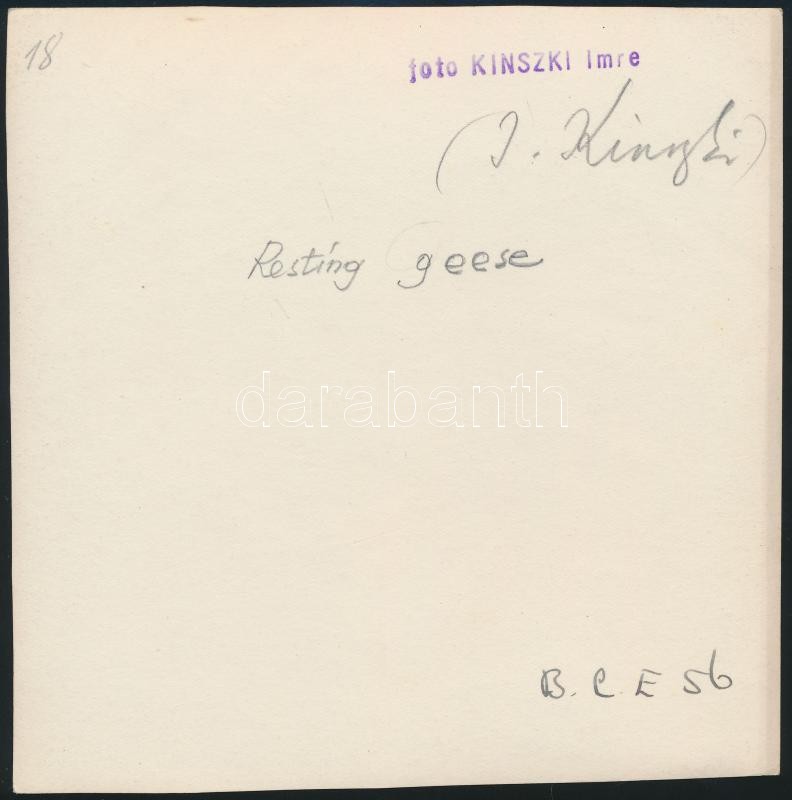 18
foto KINSZKI Imre
(I. Kinszki)
Resting geese
darabanth
B. C. E 56